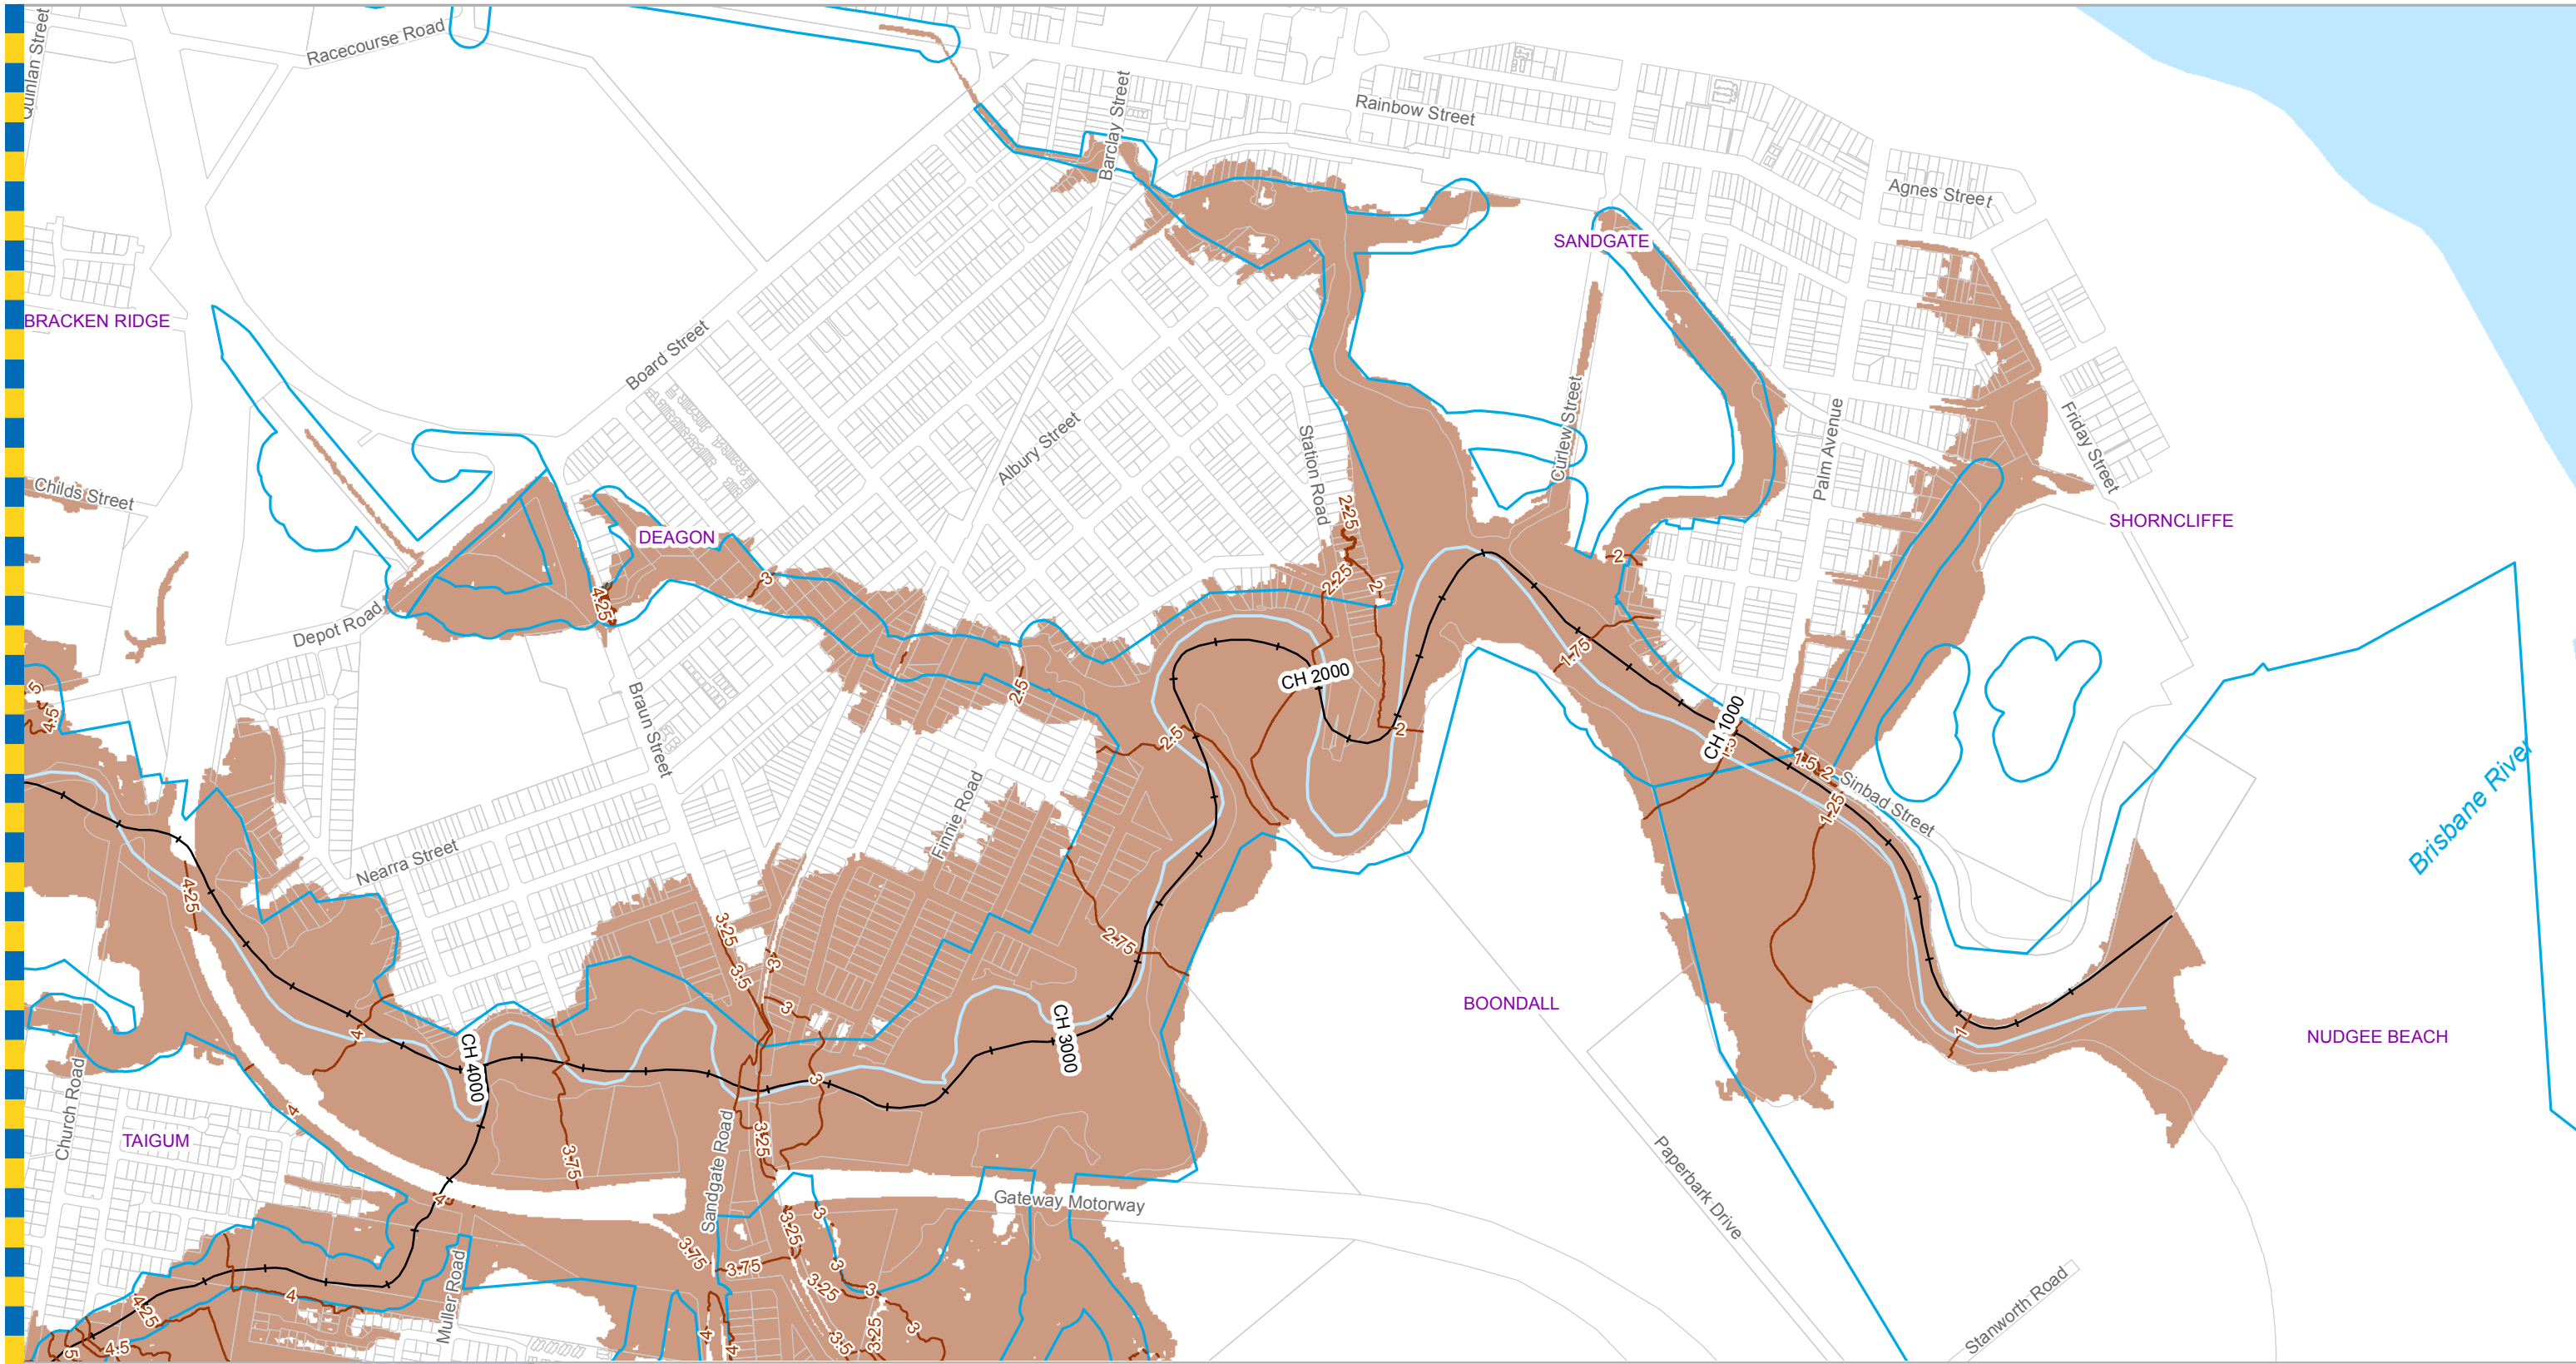 Quinlan Street
Racecourse Road
Barclay Street
Rainbow Street
Agnes Street
SANDGATE
BRACKEN RIDGE
Board Street
Albury Street
Station Road
Curlew Street
Palm Avenue
Friday Street
Childs Street
SHORNCLIFFE
DEAGON
2.25
2
3
4.25
2.25
2
Depot Road
1.75
CH 2000
5
4.5
2.5
Braun Street
2
CH 1000
1.5
2.5
1.5
2
Sinbad Street
1.25
Brisbane River
Finnie Road
Nearra Street
4.25
3.25
2.75
3.5
3
3
BOONDALL
NUDGEE BEACH
4
CH 4000
CH 3000
1
3
Church Road
4
TAIGUM
3.75
3.25
Sandgate Road
Paperbark Drive
4
Gateway Motorway
3
3.25
3.75
3.75
3
3.25
3
Muller Road
4
4.25
Stanworth Road
4
3.5
3.25
3
5
4.5
4